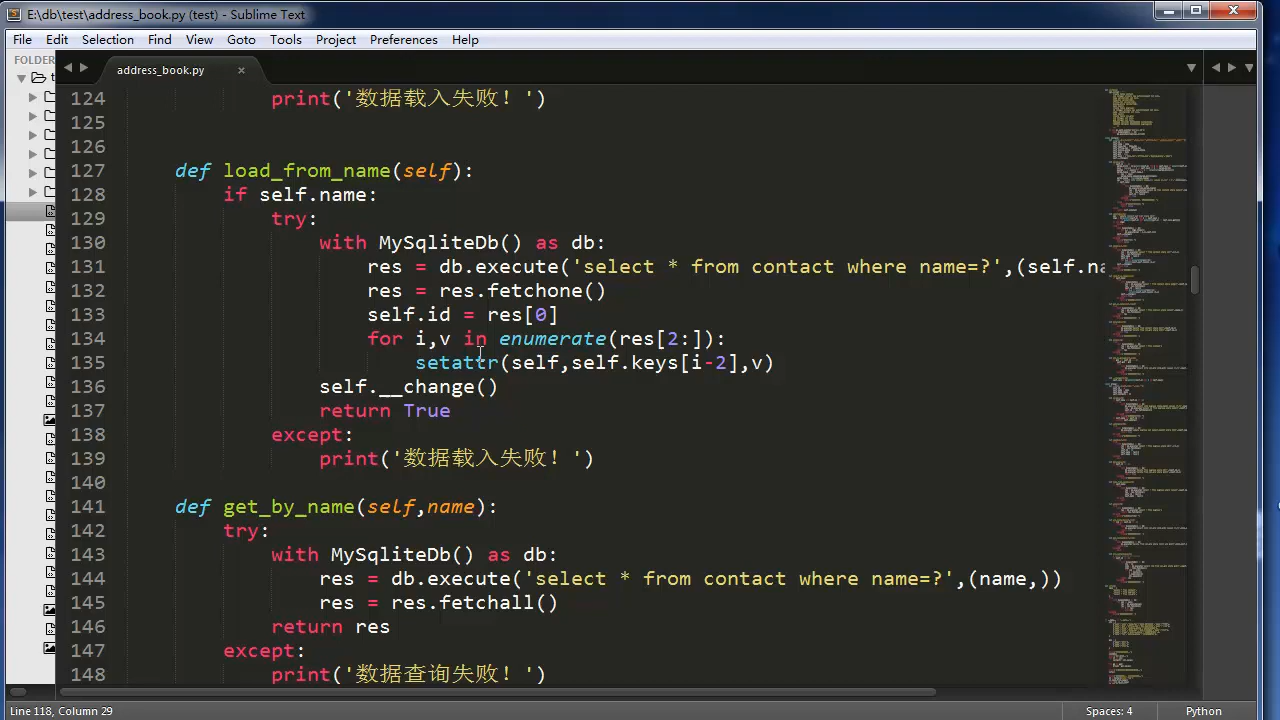 E:\db\test\address_book.py (test) - Sublime Text
File Edit Selection Find View Goto Tools Project Preferences Help
FOLDER
address_book.py
124 print('数据载入失败！')
125
126
127 def load_from_name(self):
128 if self.name:
129 try:
130 with MySqliteDb() as db:
131 res = db.execute('select * from contact where name=?',(self.na
132 res = res.fetchone()
133 self.id = res[0]
134 for i,v in enumerate(res[2:]):
135 setattr(self,self.keys[i-2],v)
136 self.__change()
137 return True
138 except:
139 print('数据载入失败！')
140
141 def get_by_name(self,name):
142 try:
143 with MySqliteDb() as db:
144 res = db.execute('select * from contact where name=?',(name,))
145 res = res.fetchall()
146 return res
147 except:
148 print('数据查询失败！')
Line 118, Column 29 Spaces: 4 Python